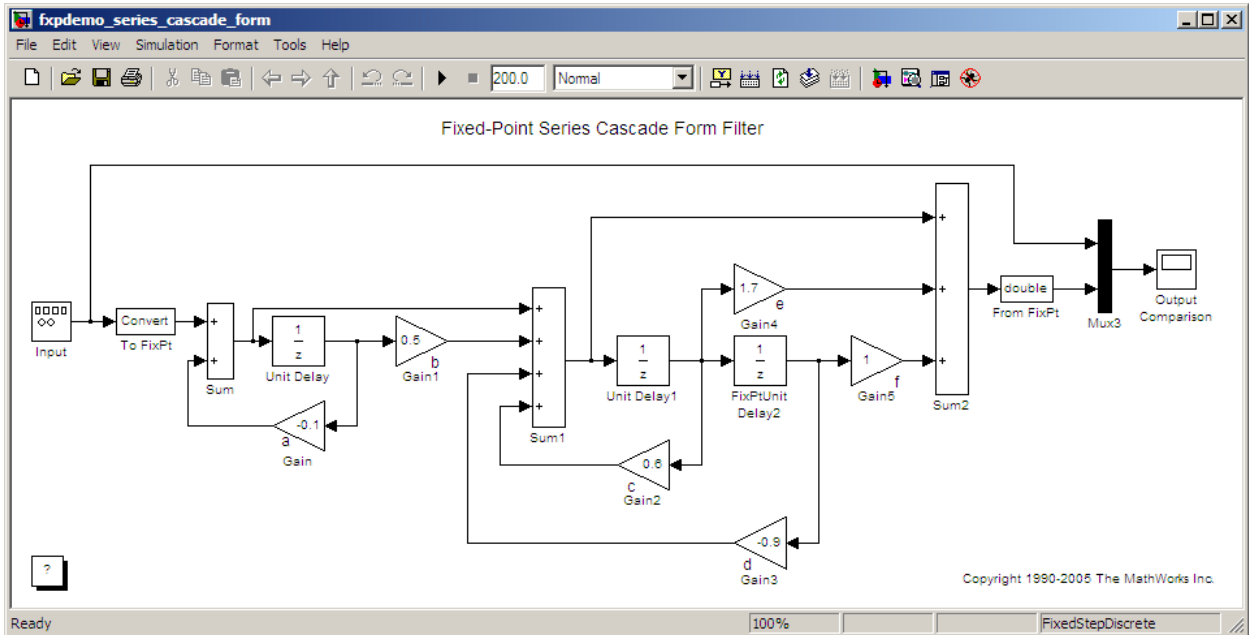 fxpdemo_series_cascade_form
File Edit View Simulation Format Tools Help
200.0 Normal
Fixed-Point Series Cascade Form Filter
Input
Convert
To FixPt
+
+
Sum
1
z
Unit Delay
-0.1
a
Gain
0.5
b
Gain1
+
+
+
+
Sum1
1
z
Unit Delay1
0.6
c
Gain2
1.7
e
Gain4
1
z
FixPtUnit
Delay2
-0.9
d
Gain3
1
f
Gain5
+
+
+
Sum2
double
From FixPt
Mux3
Output
Comparison
?
Copyright 1990-2005 The MathWorks Inc.
Ready 100% FixedStepDiscrete